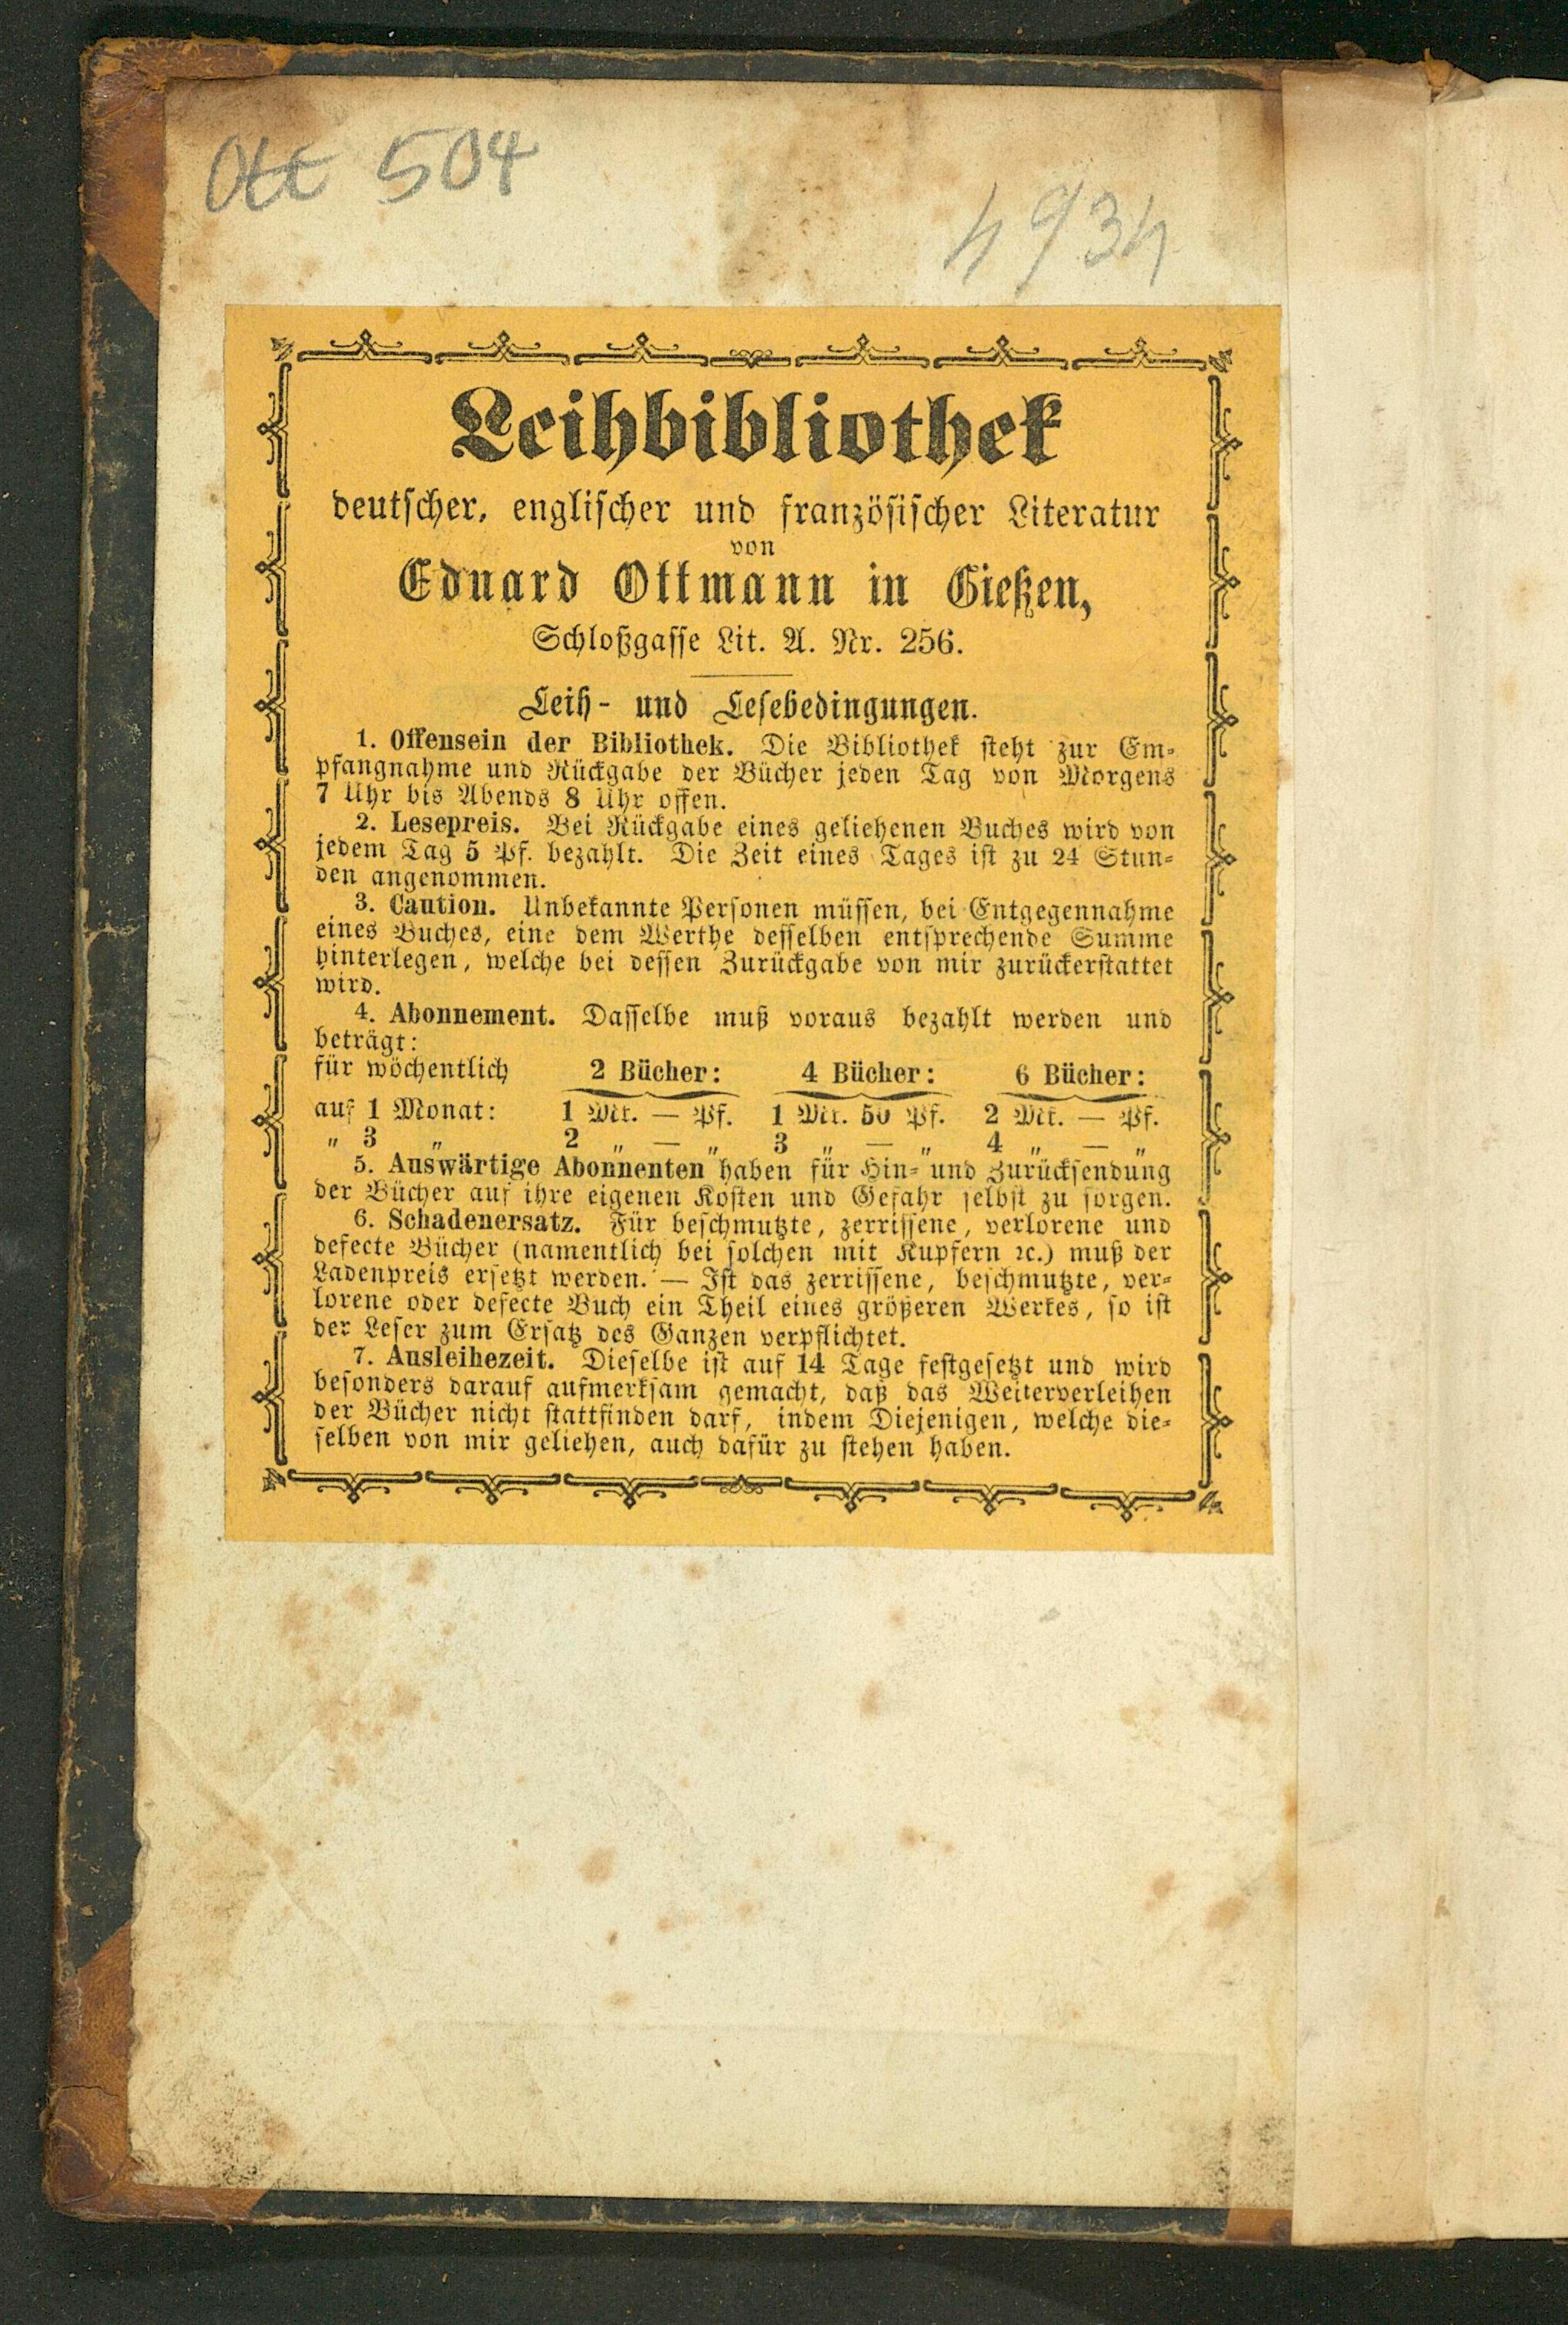 Ott 504
4934
Leihbibliothek
deutscher, englischer und französischer Literatur
von
Eduard Ottmann in Gießen,
Schloßgasse Lit. A. Nr. 256.
Leih- und Lesebedingungen.
1. Offensein der Bibliothek. Die Bibliothek steht zur Em-
pfangnahme und Rückgabe der Bücher jeden Tag von Morgens
7 Uhr bis Abends 8 Uhr offen.
2. Lesepreis. Bei Rückgabe eines geliehenen Buches wird von
jedem Tag 5 Pf. bezahlt. Die Zeit eines Tages ist zu 24 Stun-
den angenommen.
3. Caution. Unbekannte Personen müssen, bei Entgegennahme
eines Buches, eine dem Werthe desselben entsprechende Summe
hinterlegen, welche bei dessen Zurückgabe von mir zurückerstattet
wird.
4. Abonnement. Dasselbe muß voraus bezahlt werden und
beträgt:
für wöchentlich 2 Bücher: 4 Bücher: 6 Bücher:
auf 1 Monat: 1 Mk. — Pf. 1 Mk. 50 Pf. 2 Mk. — Pf.
" 3 " 2 " — " 3 " — " 4 " — "
5. Auswärtige Abonnenten haben für Hin- und Zurücksendung
der Bücher auf ihre eigenen Kosten und Gefahr selbst zu sorgen.
6. Schadenersatz. Für beschmutzte, zerrissene, verlorene und
defecte Bücher (namentlich bei solchen mit Kupfern ꝛc.) muß der
Ladenpreis ersetzt werden. — Ist das zerrissene, beschmutzte, ver-
lorene oder defecte Buch ein Theil eines größeren Werkes, so ist
der Leser zum Ersatz des Ganzen verpflichtet.
7. Ausleihezeit. Dieselbe ist auf 14 Tage festgesetzt und wird
besonders darauf aufmerksam gemacht, daß das Weiterverleihen
der Bücher nicht stattfinden darf, indem Diejenigen, welche die-
selben von mir geliehen, auch dafür zu stehen haben.